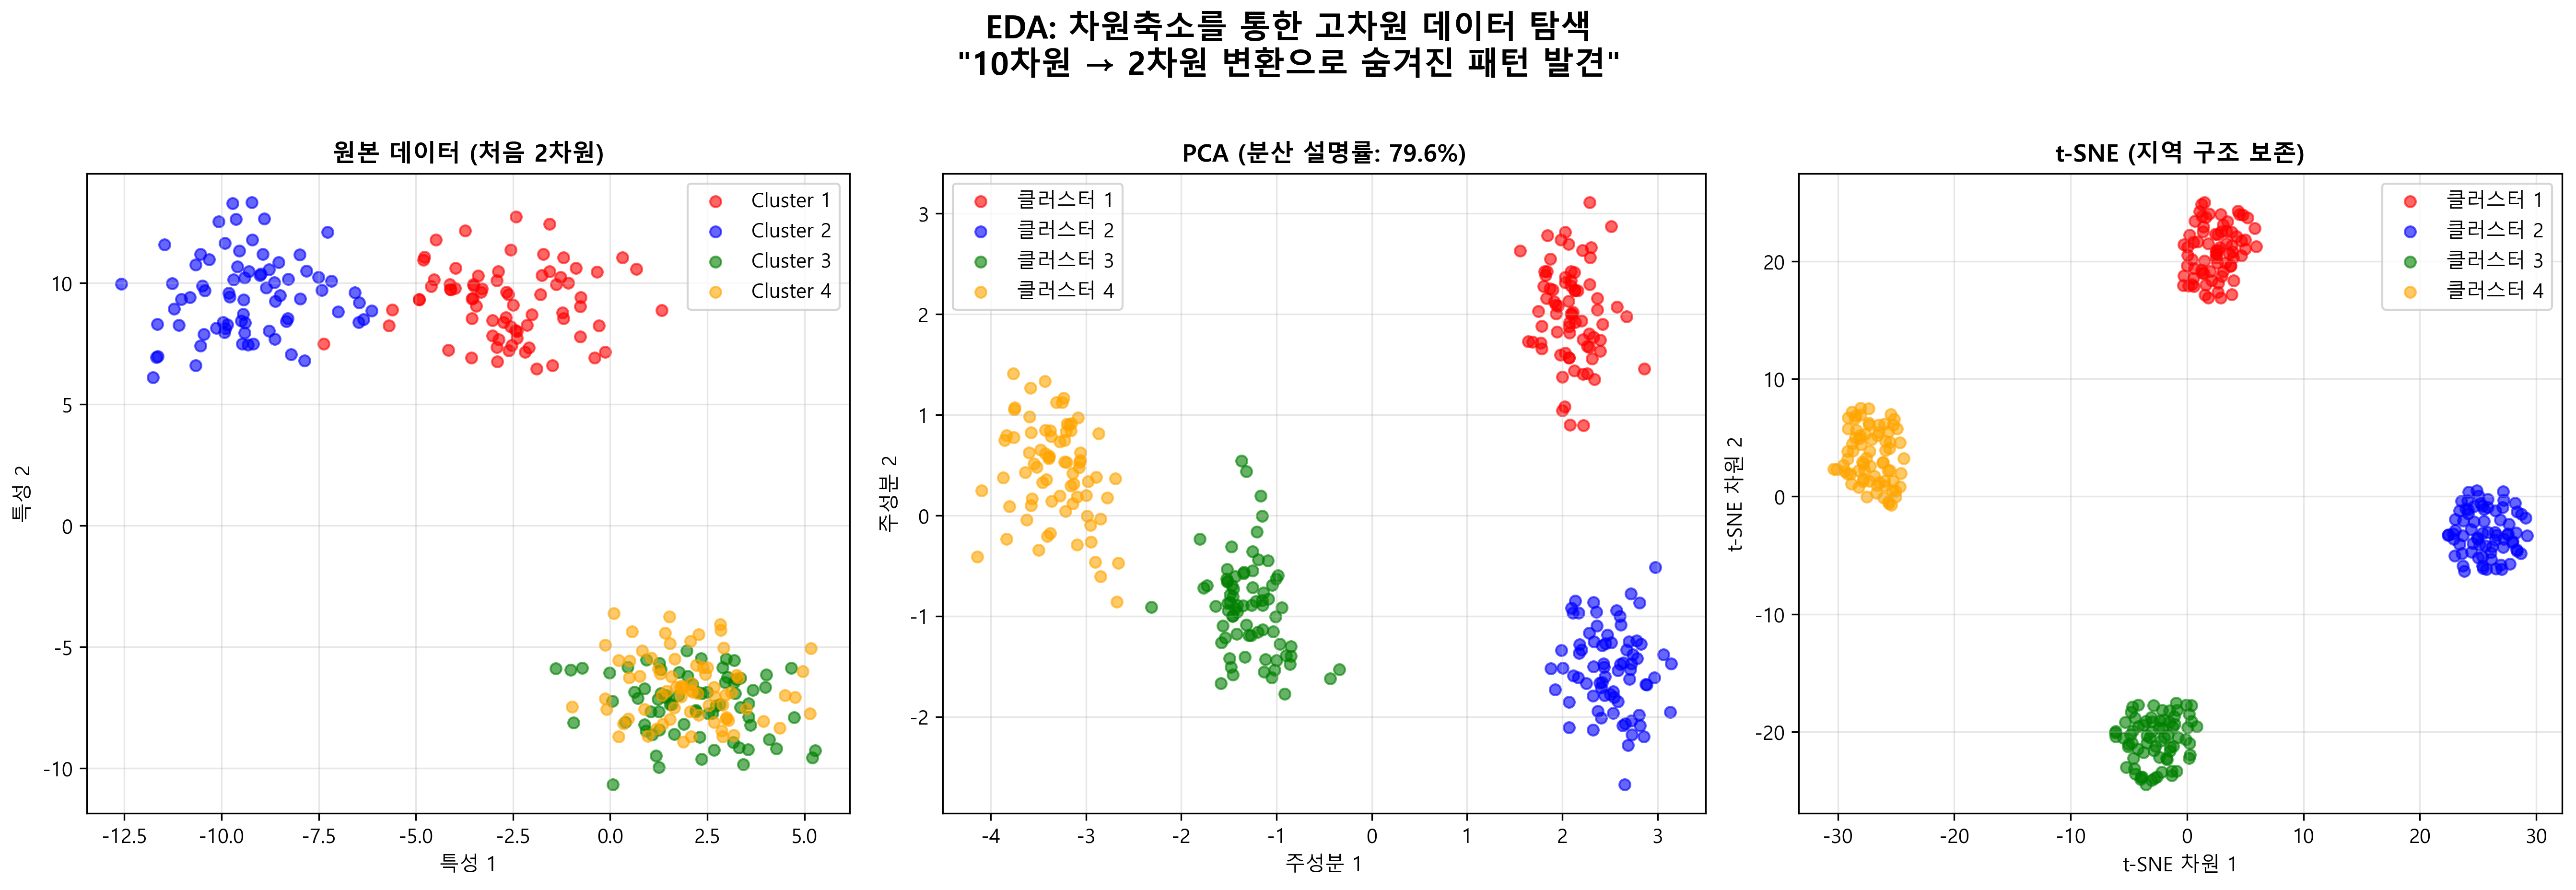 EDA: 차원축소를 통한 고차원 데이터 탐색
"10차원 → 2차원 변환으로 숨겨진 패턴 발견"
원본 데이터 (처음 2차원)
Cluster 1
Cluster 2
Cluster 3
Cluster 4
10
5
0
-5
-10
특성 2
-12.5 -10.0 -7.5 -5.0 -2.5 0.0 2.5 5.0
특성 1
PCA (분산 설명률: 79.6%)
클러스터 1
클러스터 2
클러스터 3
클러스터 4
3
2
1
0
-1
-2
주성분 2
-4 -3 -2 -1 0 1 2 3
주성분 1
t-SNE (지역 구조 보존)
클러스터 1
클러스터 2
클러스터 3
클러스터 4
20
10
0
-10
-20
t-SNE 차원 2
-30 -20 -10 0 10 20 30
t-SNE 차원 1